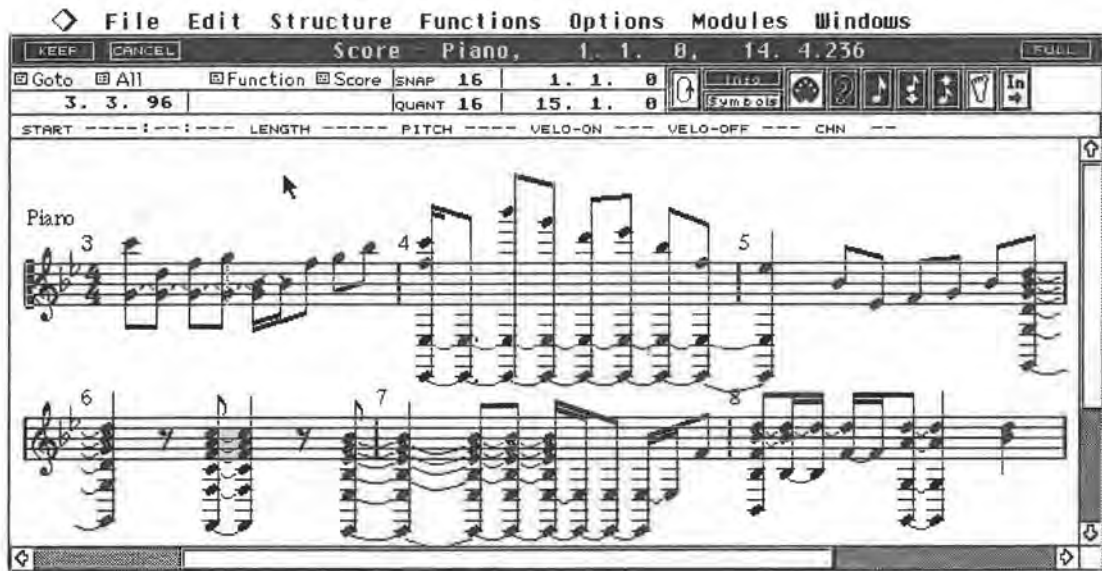 File Edit Structure Functions Options Modules Windows
KEEP CANCEL Score - Piano, 1. 1. 0, 14. 4.236 FULL
Goto All Function Score SNAP 16 1. 1. 0 Info
3. 3. 96 QUANT 16 15. 1. 0 Symbols In
START ----:--:--- LENGTH ----- PITCH ---- VELO-ON --- VELO-OFF --- CHN --
Piano
3 4 5
4
4
6 7 8